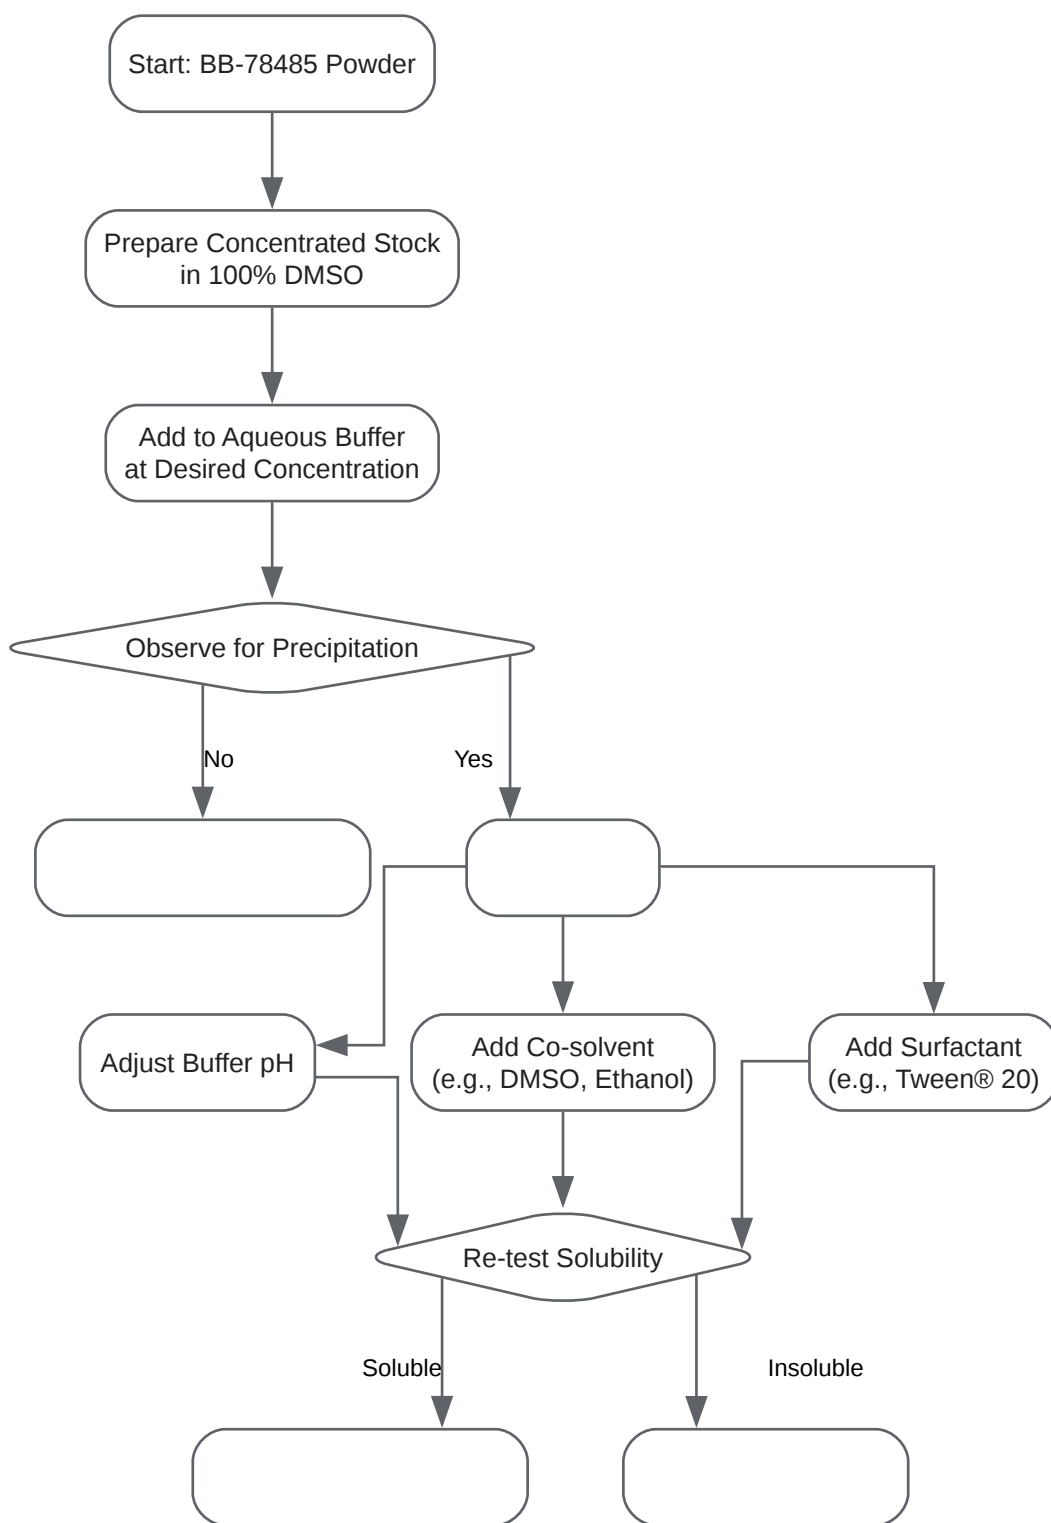 Start: BB-78485 Powder
Prepare Concentrated Stock
in 100% DMSO
Add to Aqueous Buffer
at Desired Concentration
Observe for Precipitation
No
Yes
Adjust Buffer pH
Add Co-solvent
(e.g., DMSO, Ethanol)
Add Surfactant
(e.g., Tween® 20)
Re-test Solubility
Soluble
Insoluble